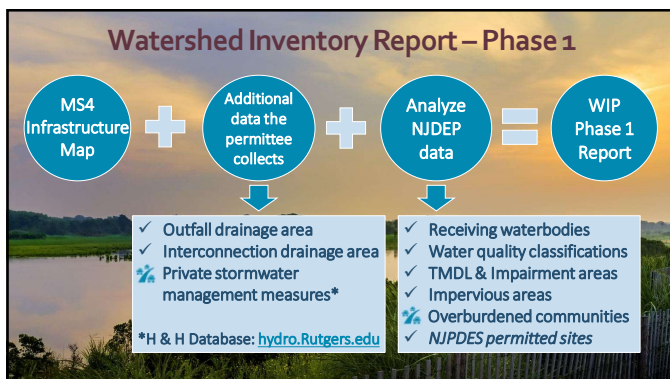 Watershed Inventory Report – Phase 1
MS4
Infrastructure
Map
Additional
data the
permittee
collects
Analyze
NJDEP
data
WIP
Phase 1
Report
✓ Outfall drainage area
✓ Interconnection drainage area
Private stormwater
management measures*
*H & H Database: hydro.Rutgers.edu
✓ Receiving waterbodies
✓ Water quality classifications
✓ TMDL & Impairment areas
✓ Impervious areas
Overburdened communities
✓ NJPDES permitted sites